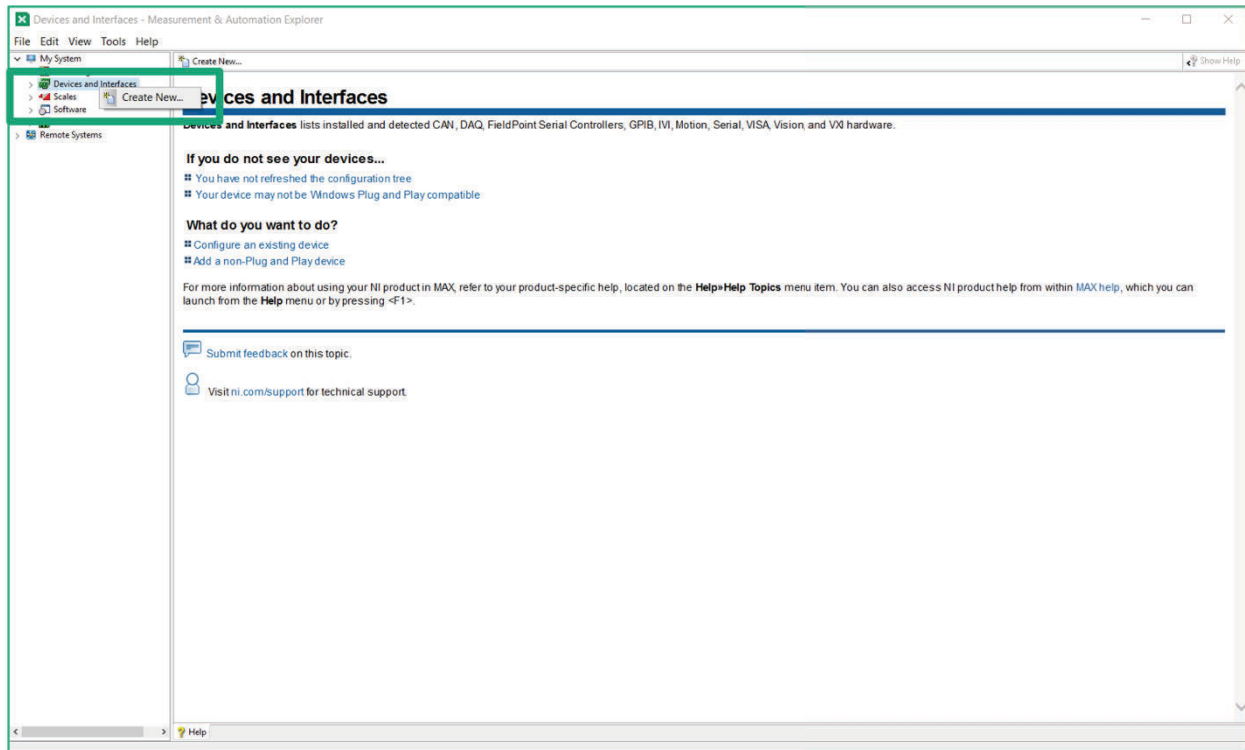 Devices and Interfaces - Measurement & Automation Explorer
File Edit View Tools Help
My System
Devices and Interfaces
Scales
Software
Remote Systems
Create New...
Create New...
Show Help
Devices and Interfaces lists installed and detected CAN, DAQ, FieldPoint Serial Controllers, GPIB, IVI, Motion, Serial, VISA, Vision, and VXI hardware.
If you do not see your devices...
You have not refreshed the configuration tree
Your device may not be Windows Plug and Play compatible
What do you want to do?
Configure an existing device
Add a non-Plug and Play device
For more information about using your NI product in MAX, refer to your product-specific help, located on the Help»Help Topics menu item. You can also access NI product help from within MAX help, which you can
launch from the Help menu or by pressing <F1>.
Submit feedback on this topic.
Visit ni.com/support for technical support.
Help